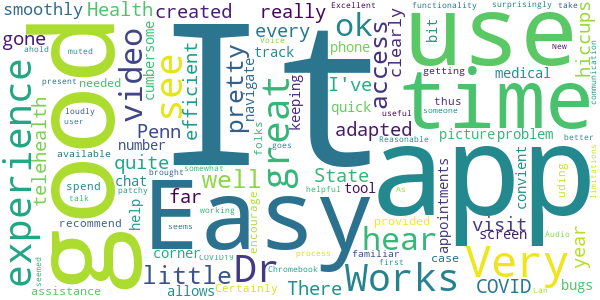 smoothly Health created really Excellent functionality surprisingly take
ahold muted ok communication
gone good It use hiccups
cumbersome every phone bit New
loudly video see efficient pretty navigate track access clearly getting medical
present needed Voice keeping I've thus someone
experience telehealth user Penn great quick adapted time
available number folks picture problem better
patchy quite goes State useful Reasonable
spend chat far well tool hear app convient limitations
talk help somewhat brought helpful As appointments uding
recommend corner Easy encourage provided visit year
seems working familiar screen
seemed little Dr process case Very
assistance allows COVID19 There Works COVID Audio
Certainly Chromebook first Can bugs